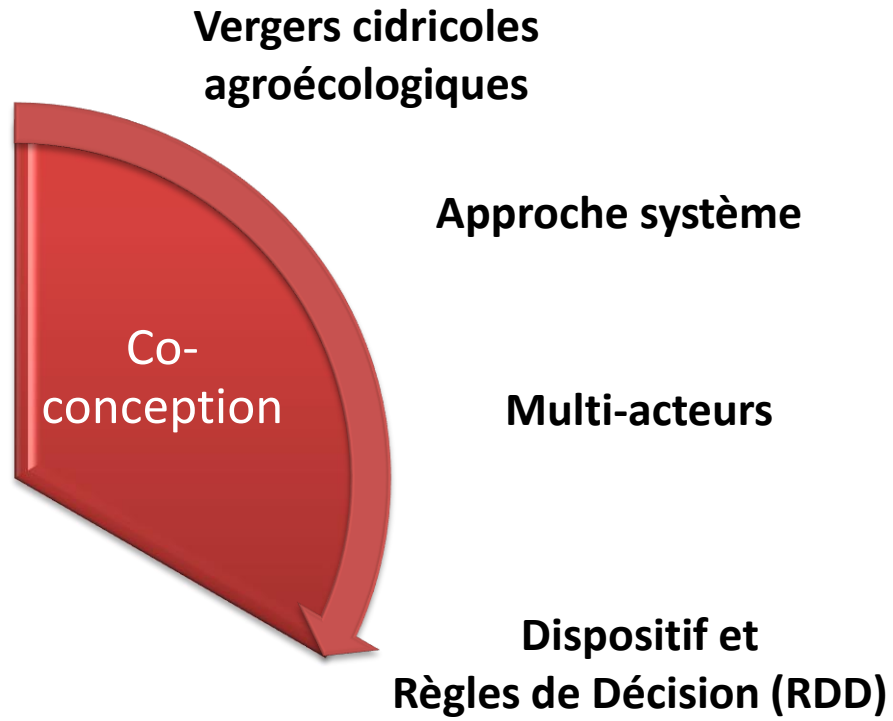 Vergers cidricoles
agroécologiques
Approche système
Co-
conception
Multi-acteurs
Dispositif et
Règles de Décision (RDD)